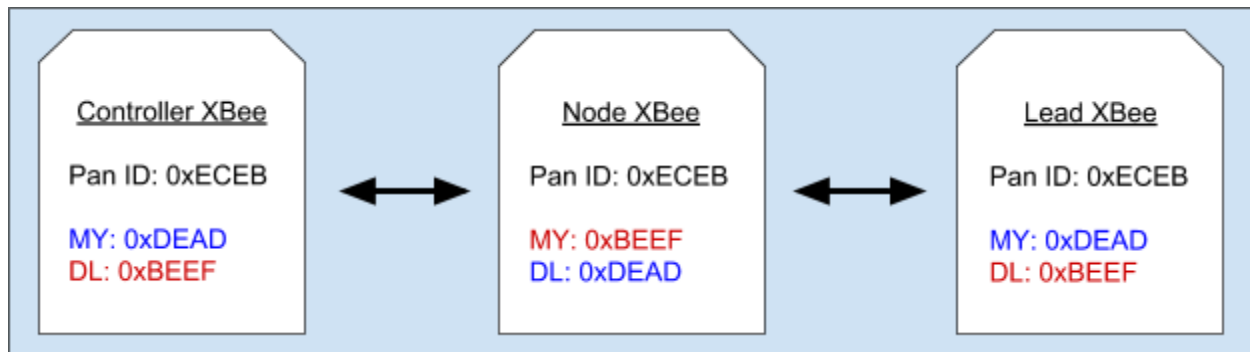 Controller XBee
Pan ID: 0xECEB
MY: 0xDEAD
DL: 0xBEEF
Node XBee
Pan ID: 0xECEB
MY: 0xBEEF
DL: 0xDEAD
Lead XBee
Pan ID: 0xECEB
MY: 0xDEAD
DL: 0xBEEF